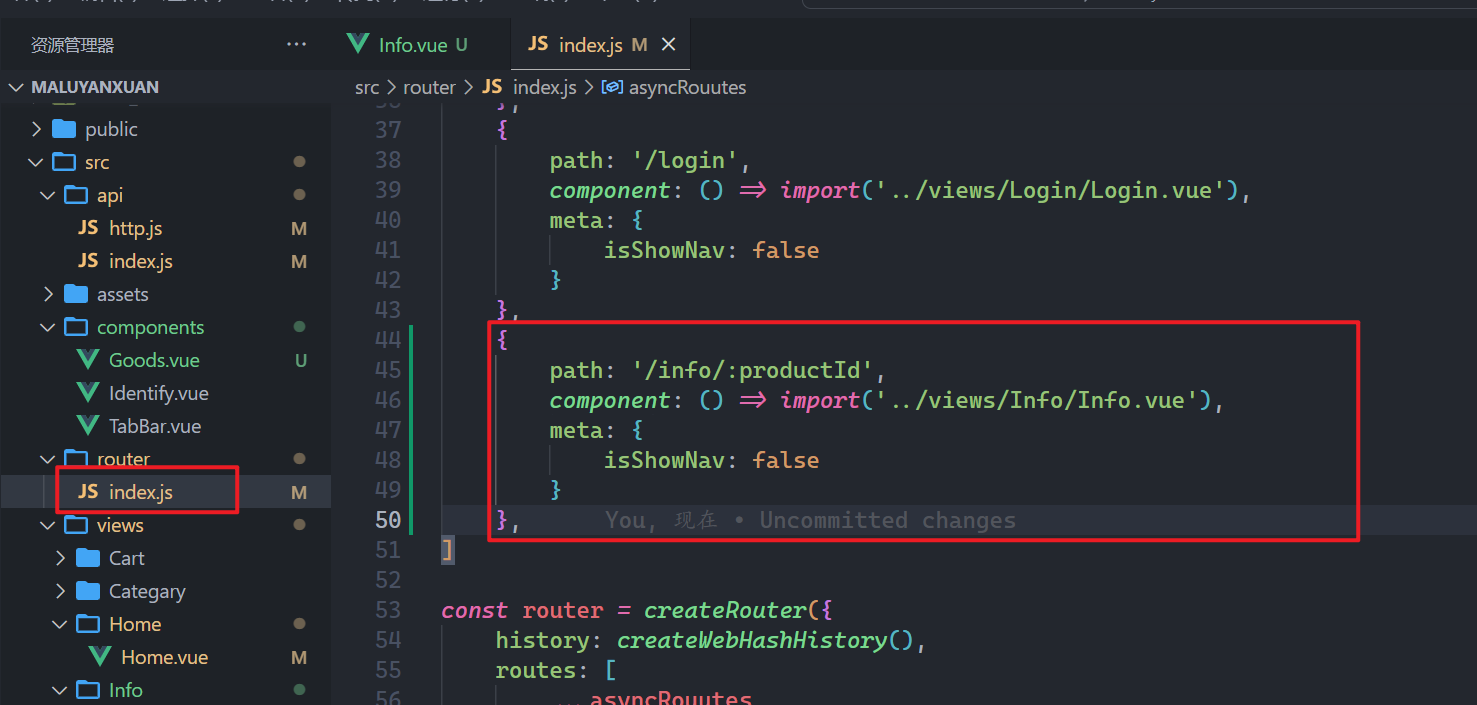 资源管理器 ...
MALUYANXUAN
public
src
api
JS http.js M
JS index.js M
assets
components
Goods.vue U
Identify.vue
TabBar.vue
router
JS index.js M
views
Cart
Categary
Home
Home.vue M
Info
Info.vue U
JS index.js M
src > router > JS index.js > asyncRouutes
36 },
37 {
38 path: '/login',
39 component: () => import('../views/Login/Login.vue'),
40 meta: {
41 isShowNav: false
42 }
43 },
44 {
45 path: '/info/:productId',
46 component: () => import('../views/Info/Info.vue'),
47 meta: {
48 isShowNav: false
49 }
50 }, You, 现在 • Uncommitted changes
51 ]
52
53 const router = createRouter({
54 history: createWebHashHistory(),
55 routes: [
56 ...asyncRouutes